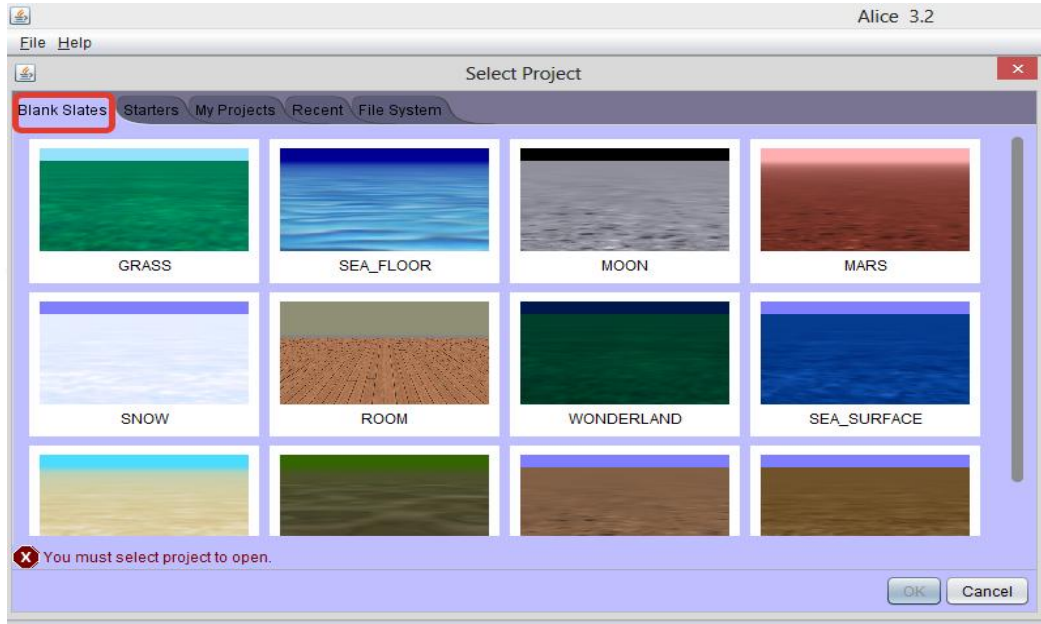 Alice 3.2
File Help
Select Project
Blank Slates Starters My Projects Recent File System
GRASS SEA_FLOOR MOON MARS
SNOW ROOM WONDERLAND SEA_SURFACE
You must select project to open.
OK Cancel